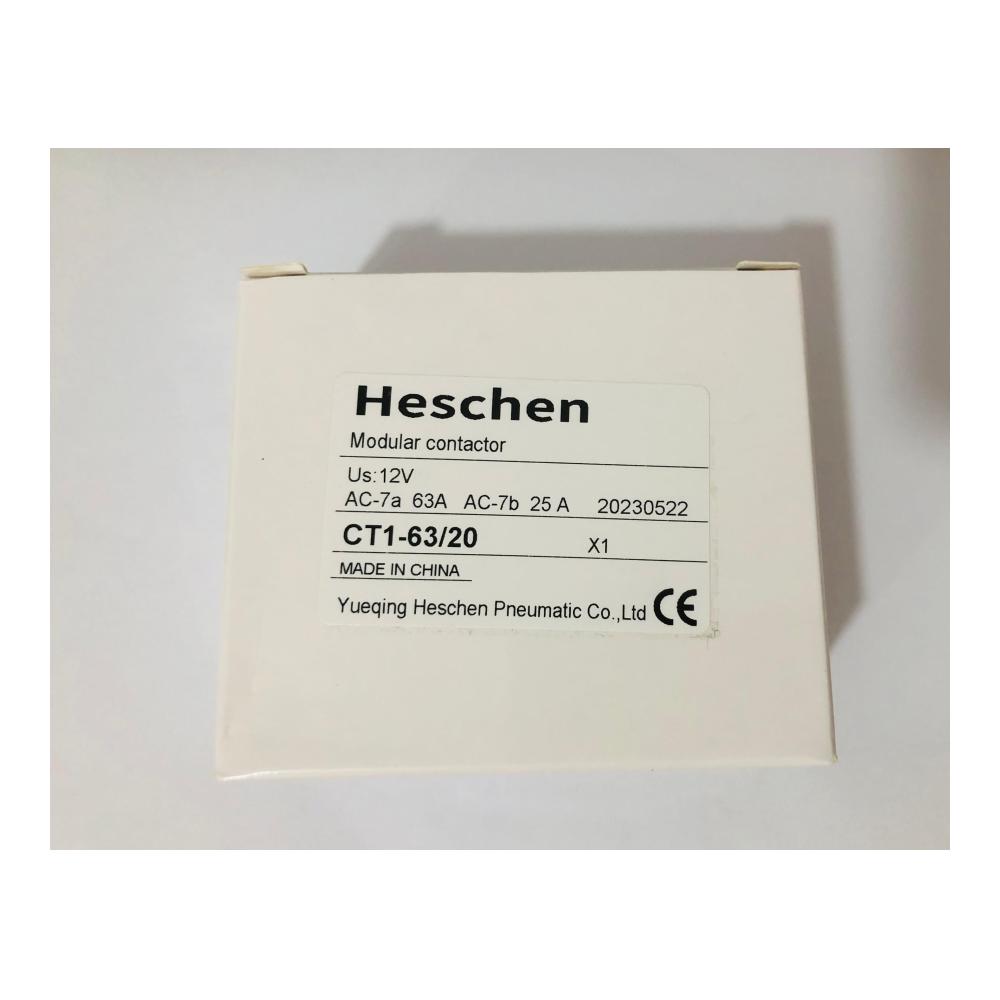 Heschen
Modular contactor
Us:12V
AC-7a 63A AC-7b 25 A 20230522
CT1-63/20 X1
MADE IN CHINA
Yueqing Heschen Pneumatic Co.,Ltd CE